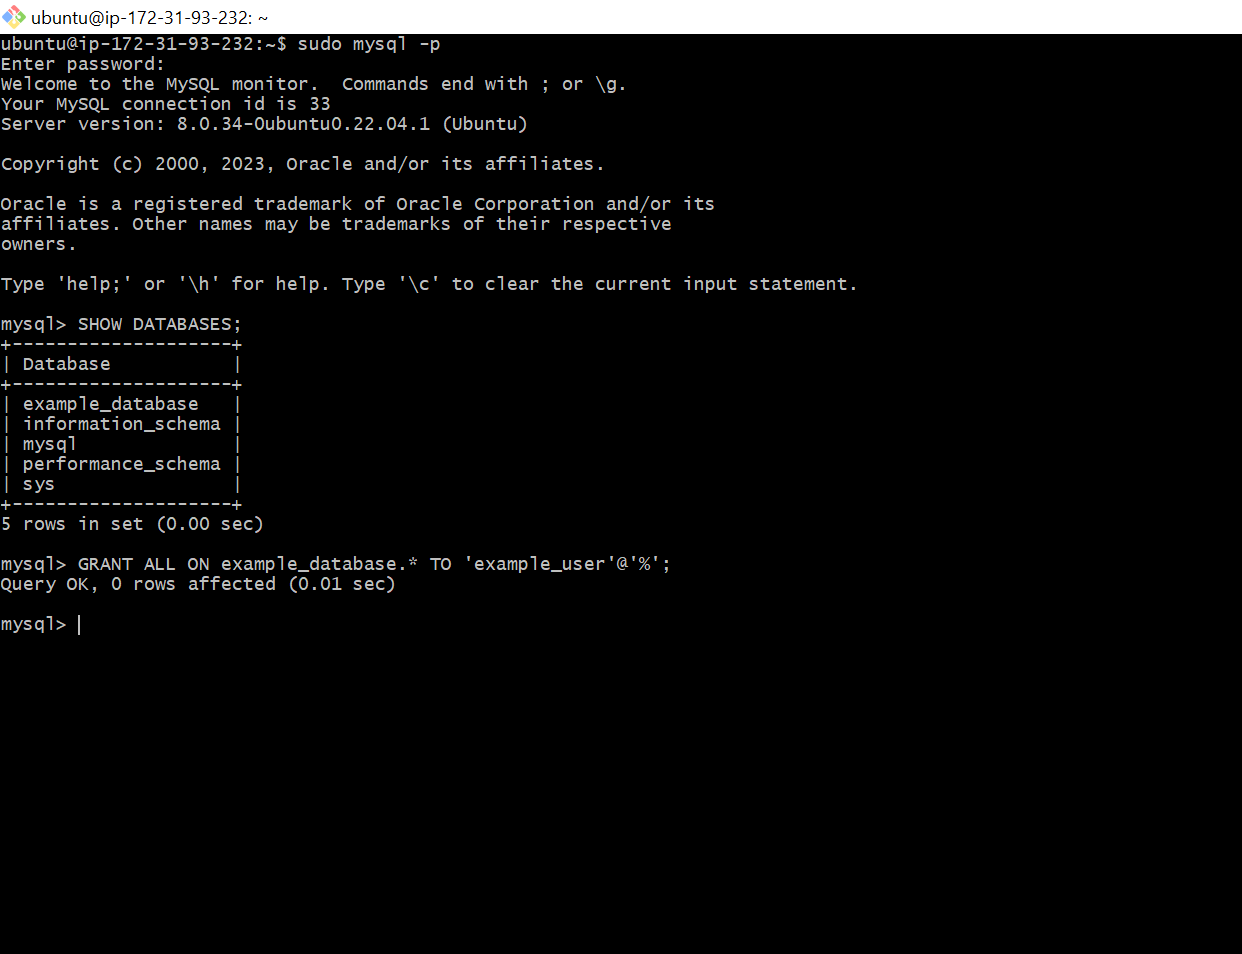 ubuntu@ip-172-31-93-232: ~
ubuntu@ip-172-31-93-232:~$ sudo mysql -p
Enter password:
Welcome to the MySQL monitor.  Commands end with ; or \g.
Your MySQL connection id is 33
Server version: 8.0.34-0ubuntu0.22.04.1 (Ubuntu)

Copyright (c) 2000, 2023, Oracle and/or its affiliates.

Oracle is a registered trademark of Oracle Corporation and/or its
affiliates. Other names may be trademarks of their respective
owners.

Type 'help;' or '\h' for help. Type '\c' to clear the current input statement.

mysql> SHOW DATABASES;
+--------------------+
| Database           |
+--------------------+
| example_database   |
| information_schema |
| mysql              |
| performance_schema |
| sys                |
+--------------------+
5 rows in set (0.00 sec)

mysql> GRANT ALL ON example_database.* TO 'example_user'@'%';
Query OK, 0 rows affected (0.01 sec)

mysql>